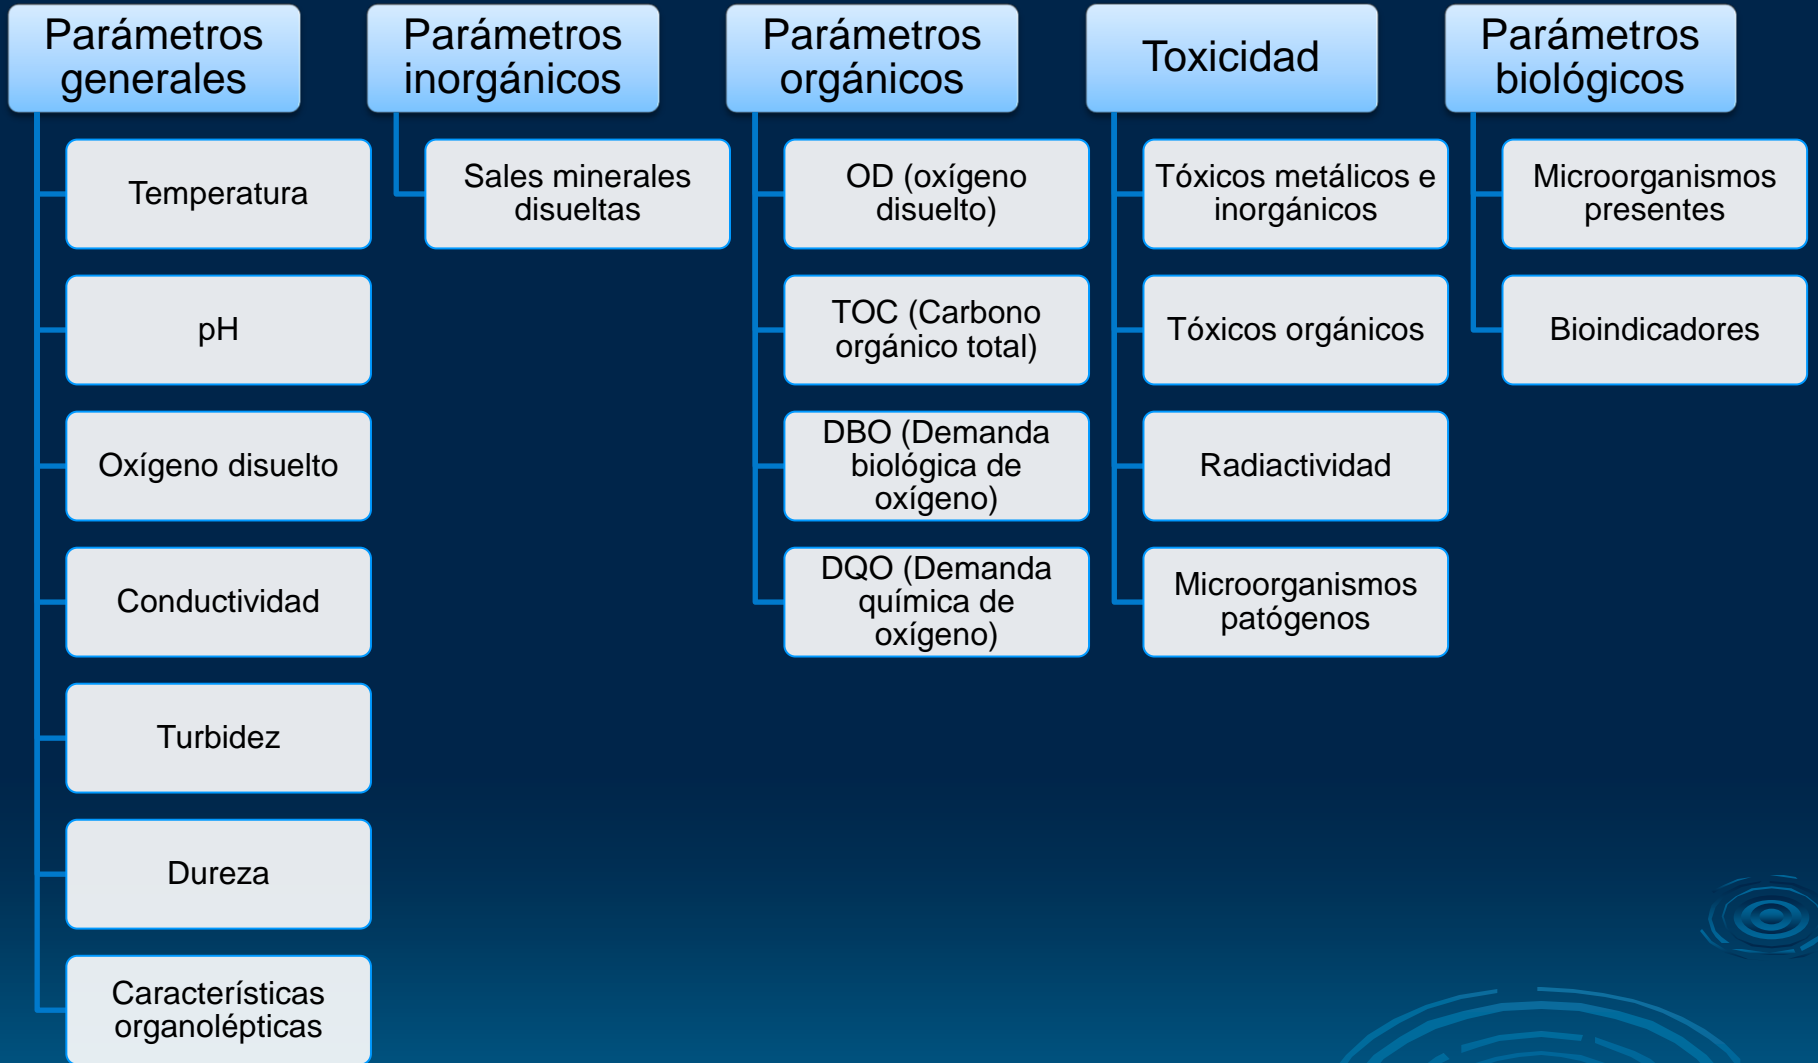 Parámetros
generales
Temperatura
pH
Oxígeno disuelto
Conductividad
Turbidez
Dureza
Características
organolépticas
Parámetros
inorgánicos
Sales minerales
disueltas
Parámetros
orgánicos
OD (oxígeno
disuelto)
TOC (Carbono
orgánico total)
DBO (Demanda
biológica de
oxígeno)
DQO (Demanda
química de
oxígeno)
Toxicidad
Tóxicos metálicos e
inorgánicos
Tóxicos orgánicos
Radiactividad
Microorganismos
patógenos
Parámetros
biológicos
Microorganismos
presentes
Bioindicadores